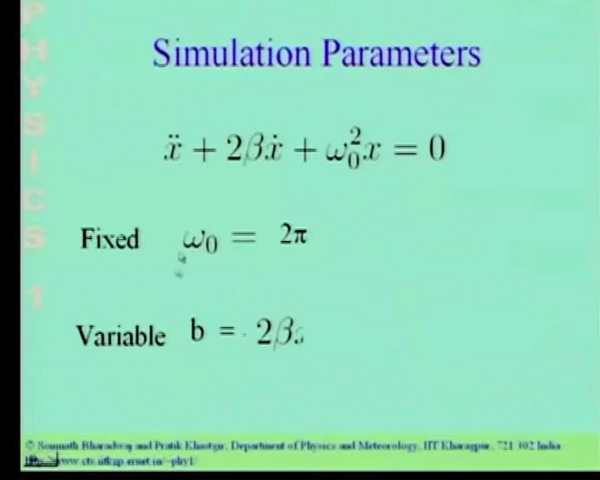 PHYSICS 1
Simulation Parameters
ẍ + 2βẋ + ω₀²x = 0
Fixed ω₀ = 2π
Variable b = 2β
© Somnath Bharadwaj and Pratik Khastgir, Department of Physics and Meteorology, IIT Kharagpur, 721 302 India